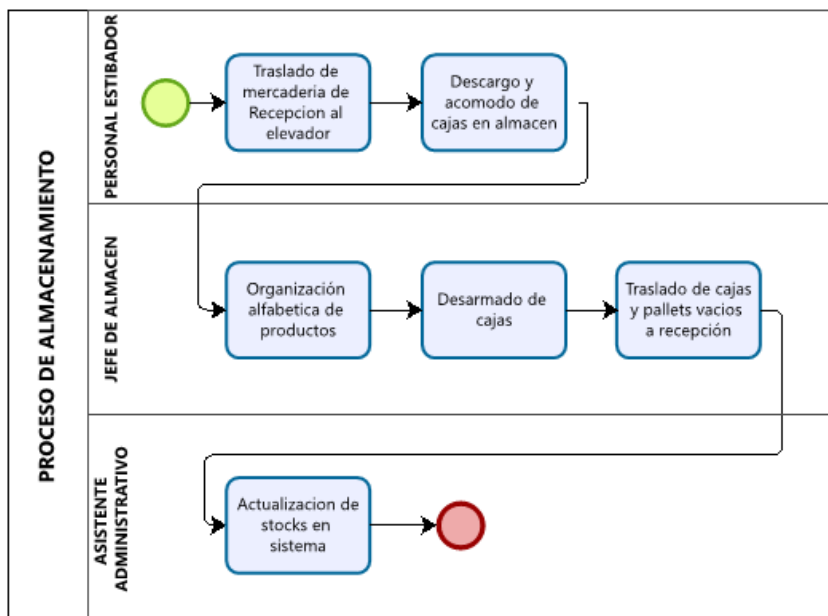 PROCESO DE ALMACENAMIENTO
PERSONAL ESTIBADOR
Traslado de
mercaderia de
Recepcion al
elevador
Descargo y
acomodo de
cajas en almacen
JEFE DE ALMACEN
Organización
alfabetica de
productos
Desarmado de
cajas
Traslado de cajas
y pallets vacios
a recepción
ASISTENTE
ADMINISTRATIVO
Actualizacion de
stocks en
sistema